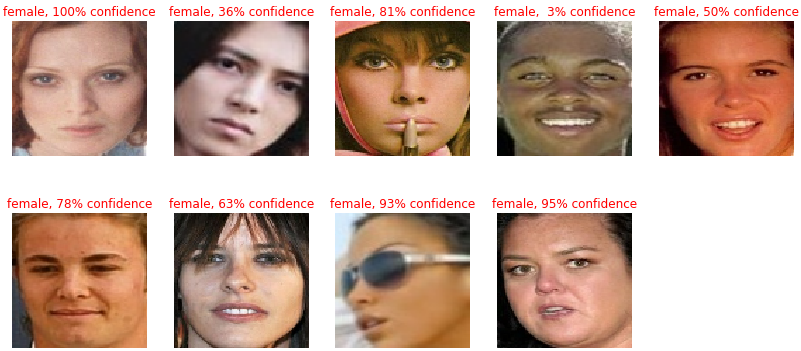 female, 100% confidence
female, 36% confidence
female, 81% confidence
female,  3% confidence
female, 50% confidence
female, 78% confidence
female, 63% confidence
female, 93% confidence
female, 95% confidence